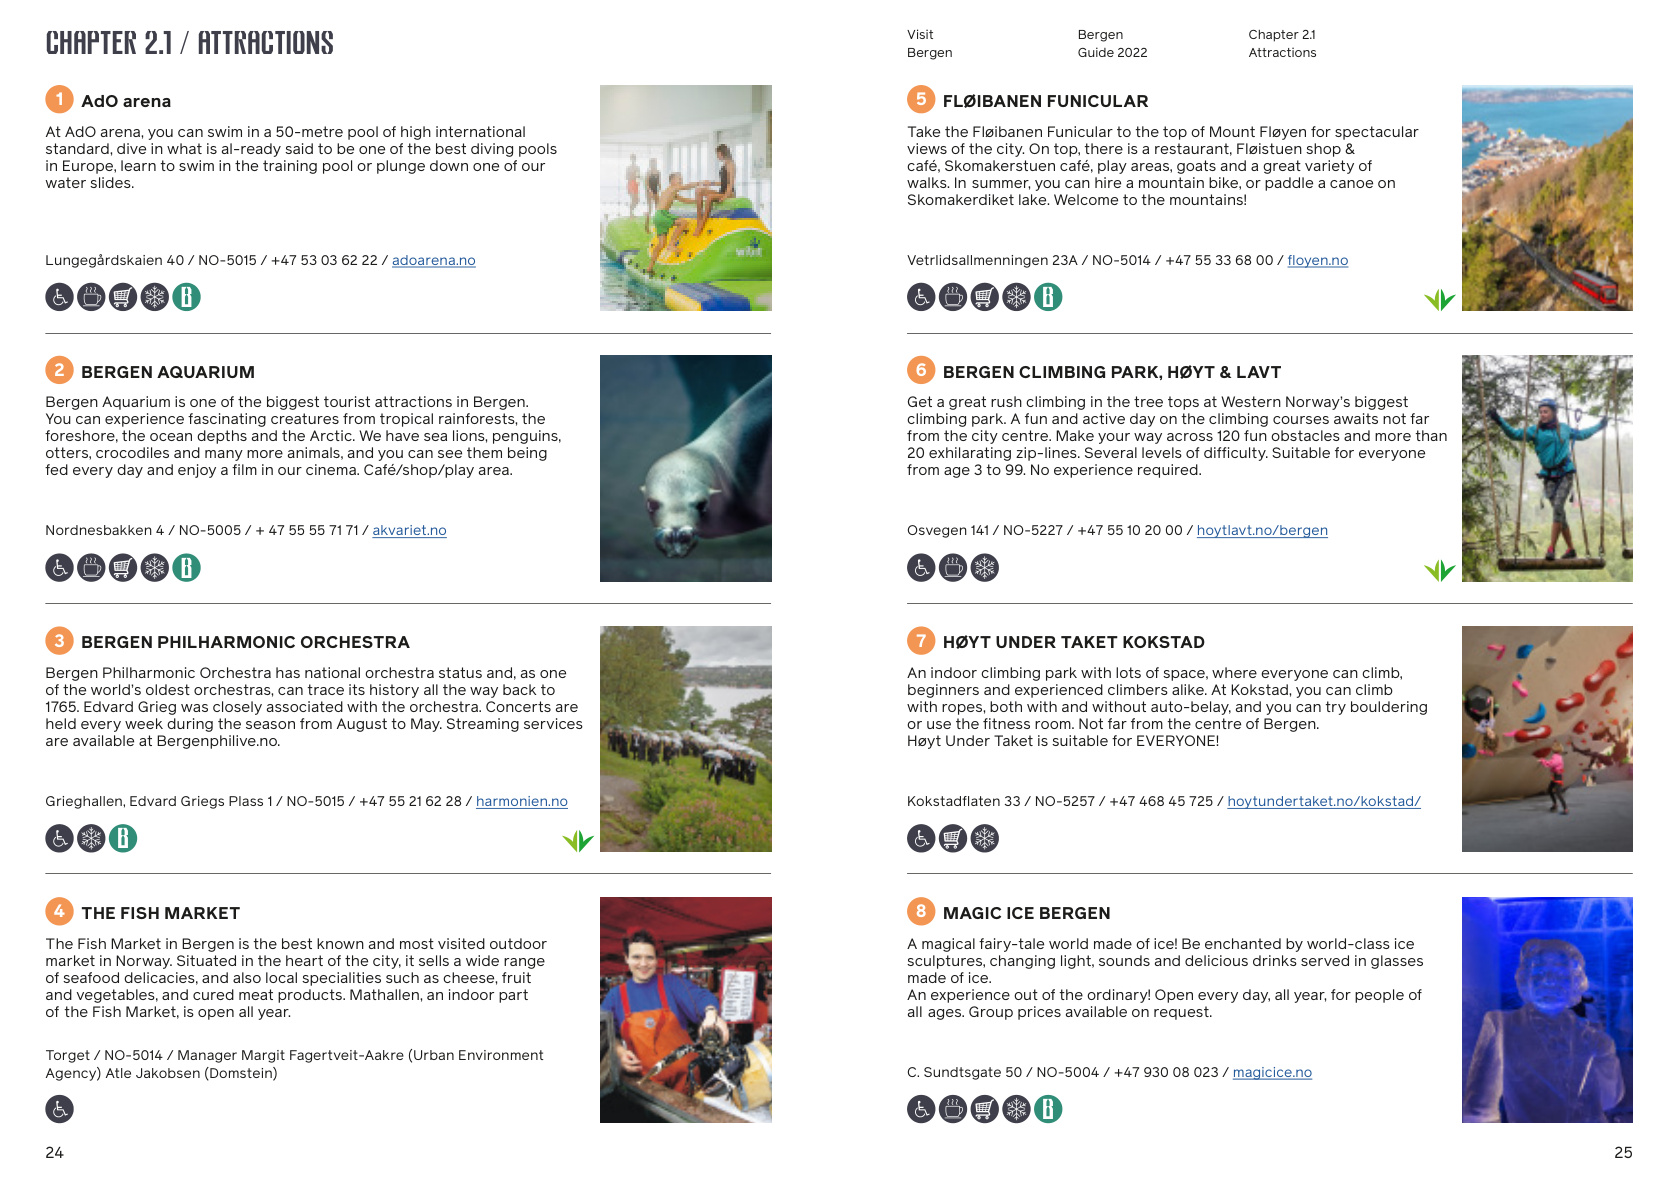 CHAPTER 2.1 / ATTRACTIONS
1 AdO arena
At AdO arena, you can swim in a 50-metre pool of high international
standard, dive in what is al-ready said to be one of the best diving pools
in Europe, learn to swim in the training pool or plunge down one of our
water slides.
Lungegårdskaien 40 / NO-5015 / +47 53 03 62 22 / adoarena.no
B
2 BERGEN AQUARIUM
Bergen Aquarium is one of the biggest tourist attractions in Bergen.
You can experience fascinating creatures from tropical rainforests, the
foreshore, the ocean depths and the Arctic. We have sea lions, penguins,
otters, crocodiles and many more animals, and you can see them being
fed every day and enjoy a film in our cinema. Café/shop/play area.
Nordnesbakken 4 / NO-5005 / + 47 55 55 71 71 / akvariet.no
B
3 BERGEN PHILHARMONIC ORCHESTRA
Bergen Philharmonic Orchestra has national orchestra status and, as one
of the world's oldest orchestras, can trace its history all the way back to
1765. Edvard Grieg was closely associated with the orchestra. Concerts are
held every week during the season from August to May. Streaming services
are available at Bergenphilive.no.
Grieghallen, Edvard Griegs Plass 1 / NO-5015 / +47 55 21 62 28 / harmonien.no
B
4 THE FISH MARKET
The Fish Market in Bergen is the best known and most visited outdoor
market in Norway. Situated in the heart of the city, it sells a wide range
of seafood delicacies, and also local specialities such as cheese, fruit
and vegetables, and cured meat products. Mathallen, an indoor part
of the Fish Market, is open all year.
Torget / NO-5014 / Manager Margit Fagertveit-Aakre (Urban Environment
Agency) Atle Jakobsen (Domstein)
24
Visit
Bergen
Bergen
Guide 2022
Chapter 2.1
Attractions
5 FLØIBANEN FUNICULAR
Take the Fløibanen Funicular to the top of Mount Fløyen for spectacular
views of the city. On top, there is a restaurant, Fløistuen shop &
café, Skomakerstuen café, play areas, goats and a great variety of
walks. In summer, you can hire a mountain bike, or paddle a canoe on
Skomakerdiket lake. Welcome to the mountains!
Vetrlidsallmenningen 23A / NO-5014 / +47 55 33 68 00 / floyen.no
B
6 BERGEN CLIMBING PARK, HØYT & LAVT
Get a great rush climbing in the tree tops at Western Norway's biggest
climbing park. A fun and active day on the climbing courses awaits not far
from the city centre. Make your way across 120 fun obstacles and more than
20 exhilarating zip-lines. Several levels of difficulty. Suitable for everyone
from age 3 to 99. No experience required.
Osvegen 141 / NO-5227 / +47 55 10 20 00 / hoytlavt.no/bergen
7 HØYT UNDER TAKET KOKSTAD
An indoor climbing park with lots of space, where everyone can climb,
beginners and experienced climbers alike. At Kokstad, you can climb
with ropes, both with and without auto-belay, and you can try bouldering
or use the fitness room. Not far from the centre of Bergen.
Høyt Under Taket is suitable for EVERYONE!
Kokstadflaten 33 / NO-5257 / +47 468 45 725 / hoytundertaket.no/kokstad/
8 MAGIC ICE BERGEN
A magical fairy-tale world made of ice! Be enchanted by world-class ice
sculptures, changing light, sounds and delicious drinks served in glasses
made of ice.
An experience out of the ordinary! Open every day, all year, for people of
all ages. Group prices available on request.
C. Sundtsgate 50 / NO-5004 / +47 930 08 023 / magicice.no
B
25